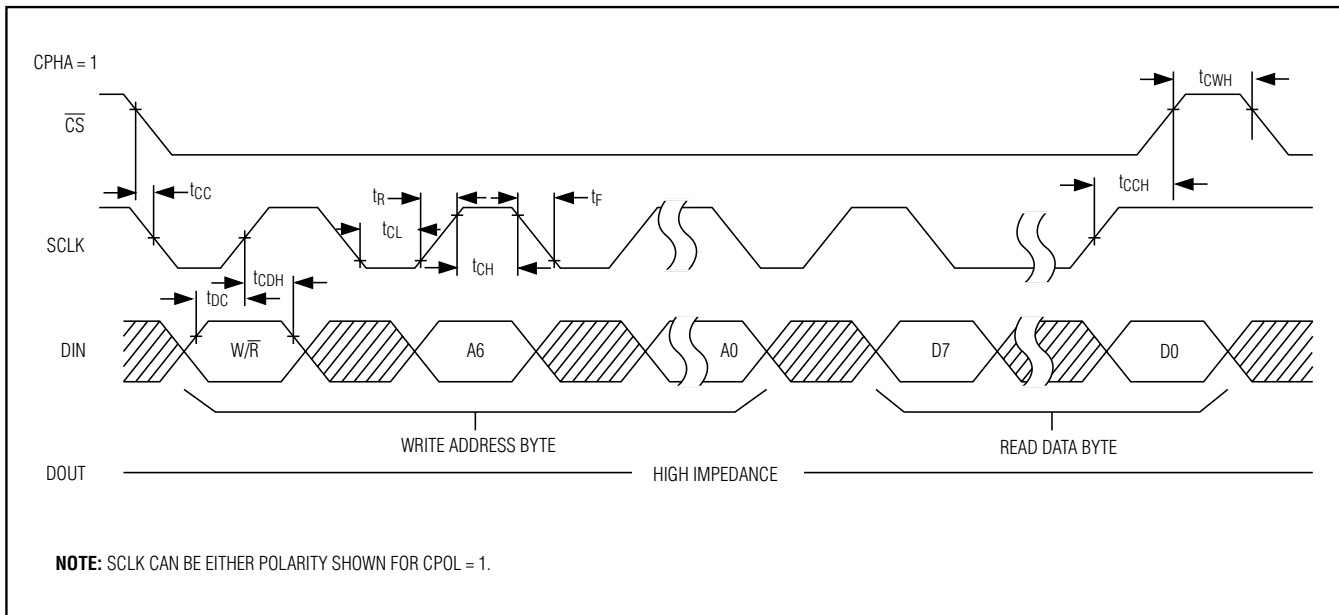 CPHA = 1
tCWH
CS
tCC
tCCH
tR
tF
tCL
SCLK
tCH
tCDH
tDC
DIN
W/R
A6
A0
D7
D0
WRITE ADDRESS BYTE
READ DATA BYTE
DOUT
HIGH IMPEDANCE
NOTE: SCLK CAN BE EITHER POLARITY SHOWN FOR CPOL = 1.